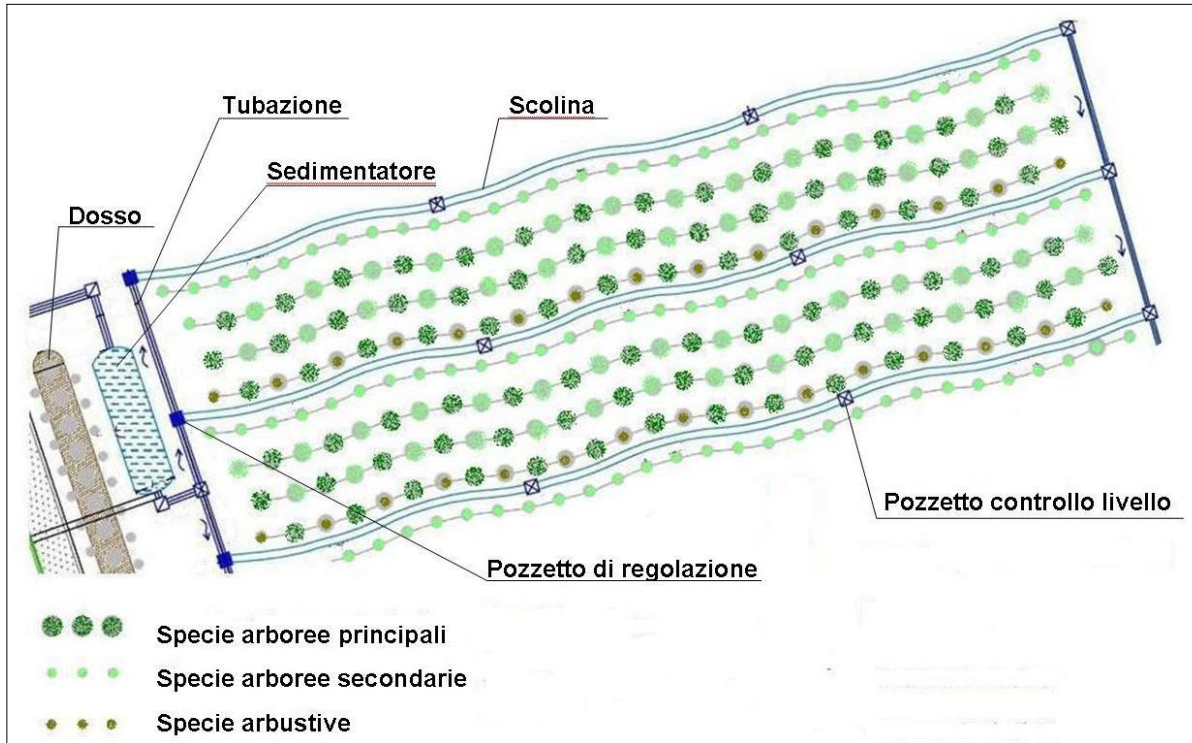 Tubazione
Scolina
Sedimentatore
Dosso
Pozzetto controllo livello
Pozzetto di regolazione
Specie arboree principali
Specie arboree secondarie
Specie arbustive